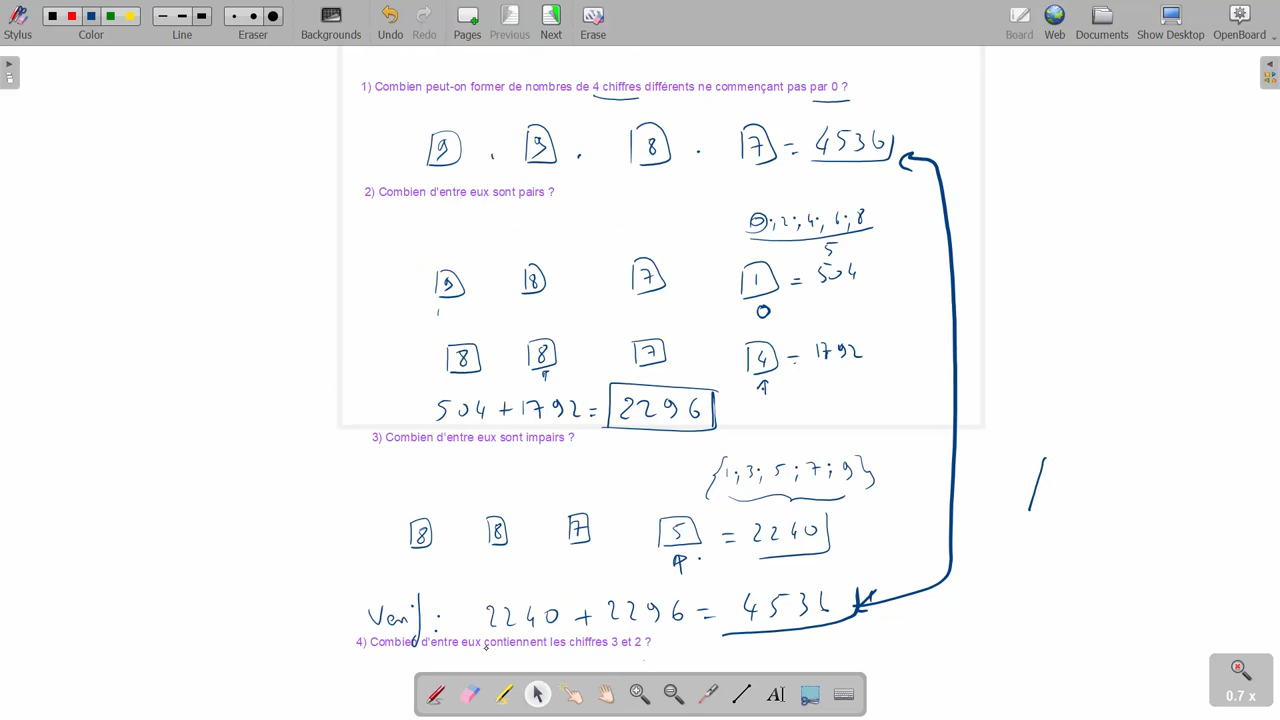 Stylus Color Line Eraser Backgrounds Undo Redo Pages Previous Next Erase Board Web Documents Show Desktop OpenBoard
1) Combien peut-on former de nombres de 4 chiffres différents ne commençant pas par 0 ?
9 . 9 . 8 . 7 = 4536
2) Combien d'entre eux sont pairs ?
0; 2; 4; 6; 8
5
9 8 7 1 = 504
0
8 8 7 4 = 1792
504 + 1792 = 2296
3) Combien d'entre eux sont impairs ?
{1; 3; 5; 7; 9}
8 8 7 5 = 2240
Verif: 2240 + 2296 = 4536
4) Combien d'entre eux contiennent les chiffres 3 et 2 ?
0.7 x